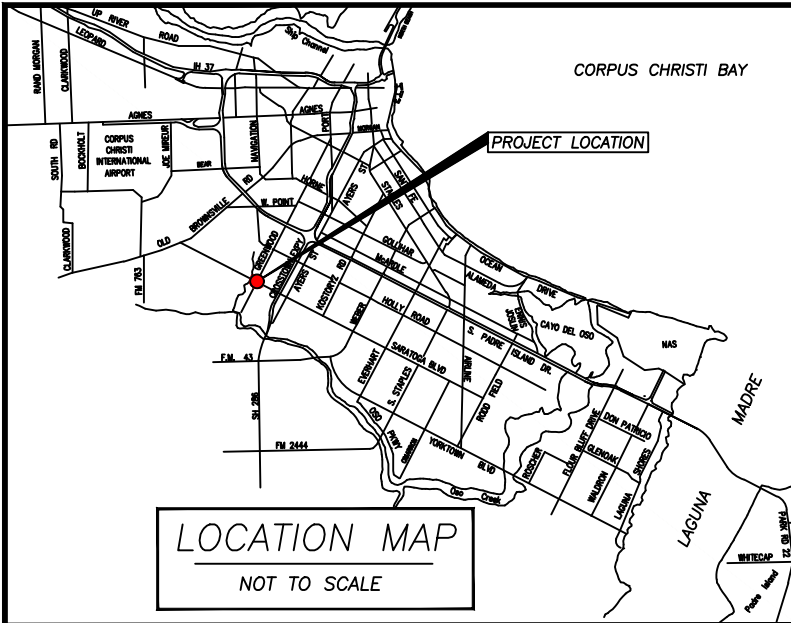 UP RIVER
ROAD
LEOPARD
RAND MORGAN
CLARKWOOD
Ship Channel
IH 37
CORPUS CHRISTI BAY
AGNES
AGNES
NAVIGATION
PORT
MORGAN
PROJECT LOCATION
SOUTH RD
BOCKHOLT
CORPUS
CHRISTI
INTERNATIONAL
AIRPORT
JOE MIREUR
BEAR
HORNE
AYERS ST
STAPLES
SANTA FE
OLD
BROWNSVILLE
RD
W. POINT
CLARKWOOD
FM 763
GREENWOOD
CROSSTOWN EXPY
AYERS ST
KOSTORYZ RD
GOLLIHAR
McARDLE
OCEAN
DRIVE
ALAMEDA
ENNIS
JOSLIN
CAYO DEL OSO
NAS
WEBER
HOLLY ROAD
S. PADRE
ISLAND DR.
F.M. 43
SARATOGA BLVD
EVERHART
S. STAPLES
AIRLINE
RODD FIELD
MADRE
SH 286
OSO
PKWY
CIMARRON
YORKTOWN
BLVD
FM 2444
Oso Creek
ROSCHER
FLOUR BLUFF DRIVE
DON PATRICIO
GLENOAK
WALDRON
LAGUNA
SHORES
LAGUNA
PARK RD 22
WHITECAP
Padre Island
LOCATION MAP
NOT TO SCALE